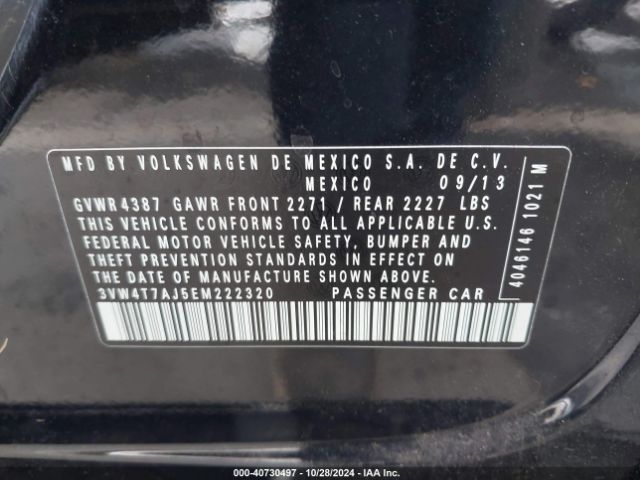 MFD BY VOLKSWAGEN DE MEXICO S.A. DE C.V.
MEXICO 09/13
GVWR 4387 GAWR FRONT 2271 / REAR 2227 LBS
THIS VEHICLE CONFORMS TO ALL APPLICABLE U.S.
FEDERAL MOTOR VEHICLE SAFETY, BUMPER AND
THEFT PREVENTION STANDARDS IN EFFECT ON
THE DATE OF MANUFACTURE SHOWN ABOVE.
3VW4T7AJ5EM222320 PASSENGER CAR
4046146 1021 M
000-40730497 - 10/28/2024 - IAA Inc.